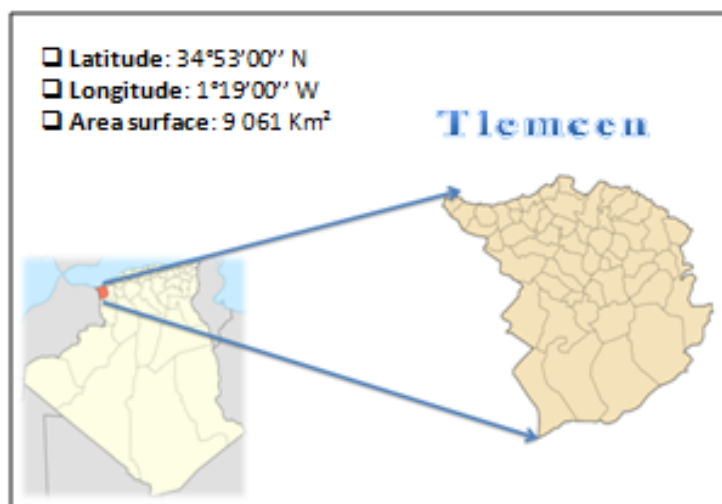 ❑ Latitude: 34°53’00’’ N
❑ Longitude: 1°19’00’’ W
❑ Area surface: 9 061 Km²
Tlemcen